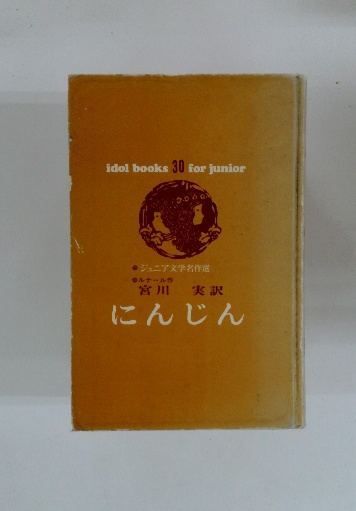 idol books 30 for junior
●ジュニア文学名作選
●ルナール作
宮川 実訳
にんじん